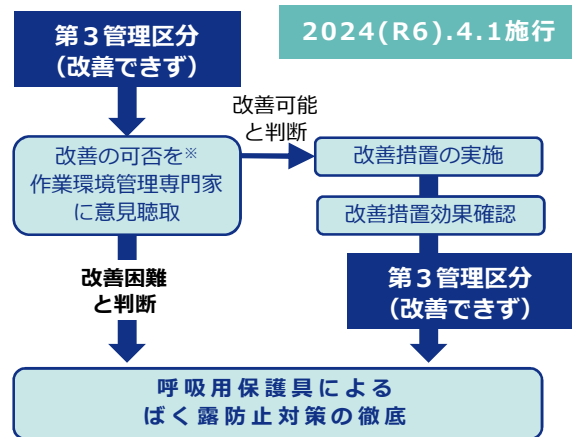 第３管理区分
（改善できず）
2024(R6).4.1施行
改善可能
と判断
改善の可否を※
作業環境管理専門家
に意見聴取
改善措置の実施
改善措置効果確認
改善困難
と判断
第３管理区分
（改善できず）
呼吸用保護具による
ばく露防止対策の徹底